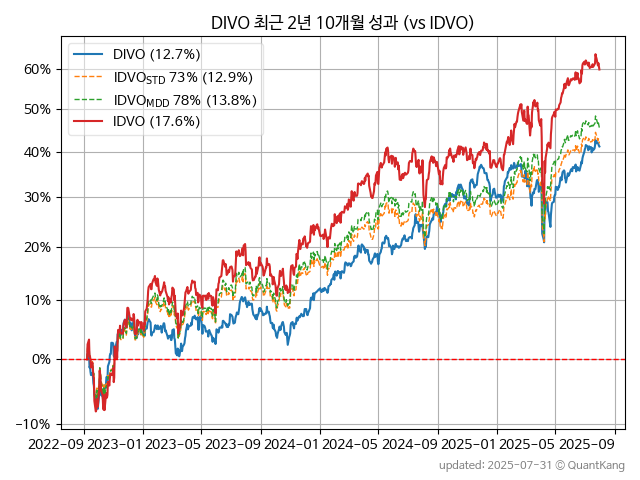 DIVO 최근 2년 10개월 성과 (vs IDVO)
DIVO (12.7%)
IDVO_STD 73% (12.9%)
IDVO_MDD 78% (13.8%)
IDVO (17.6%)
60%
50%
40%
30%
20%
10%
0%
−10%
2022-09 2023-01 2023-05 2023-09 2024-01 2024-05 2024-09 2025-01 2025-05 2025-09
updated: 2025-07-31 © QuantKang